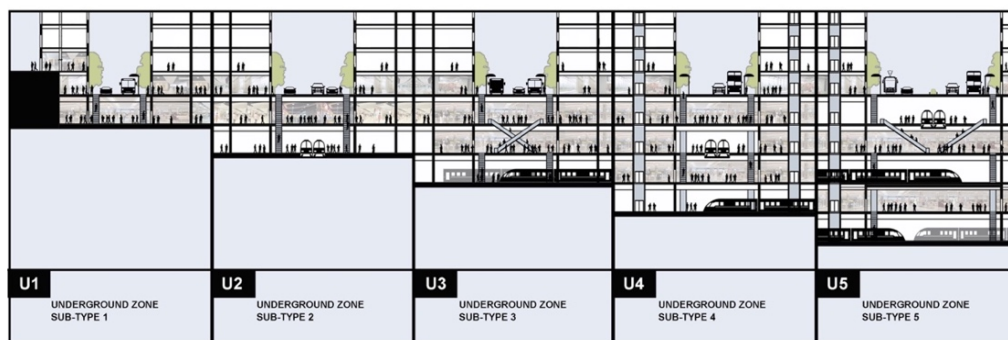 U1
UNDERGROUND ZONE
SUB-TYPE 1
U2
UNDERGROUND ZONE
SUB-TYPE 2
U3
UNDERGROUND ZONE
SUB-TYPE 3
U4
UNDERGROUND ZONE
SUB-TYPE 4
U5
UNDERGROUND ZONE
SUB-TYPE 5